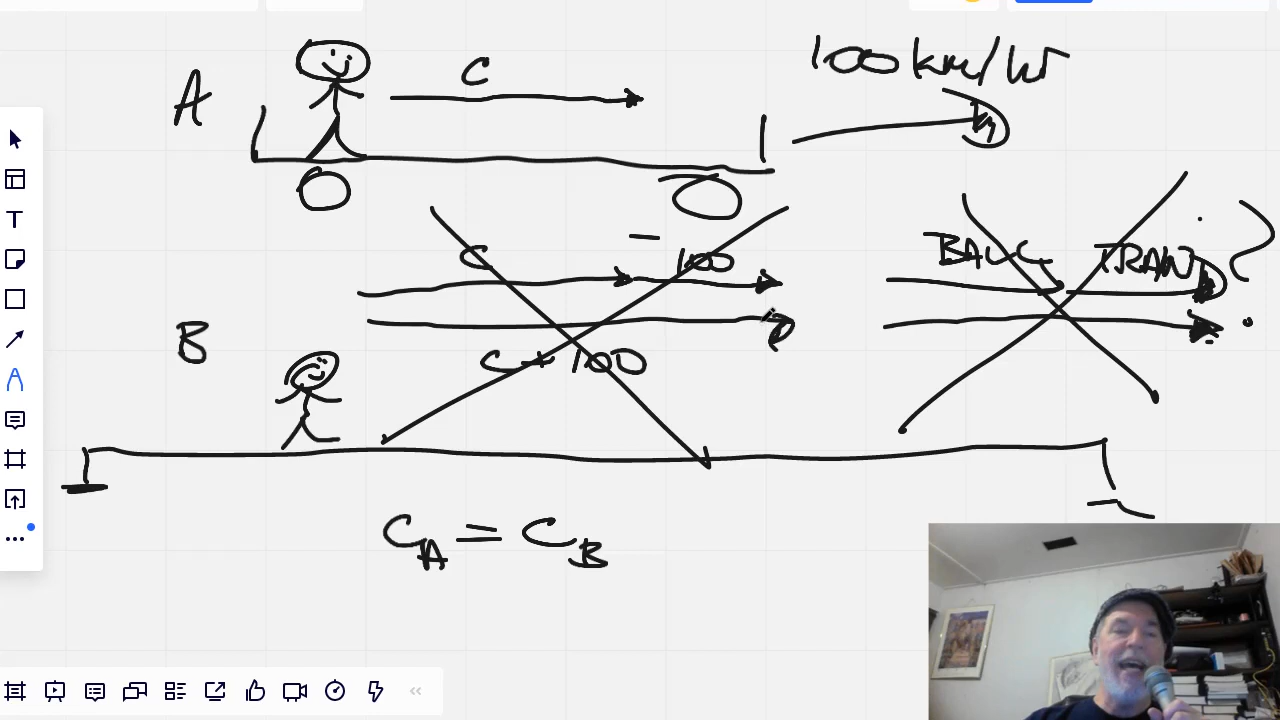 100 km/hr
A
C
C - 100
BALL TRAIN
B
C + 100
C_A = C_B
T